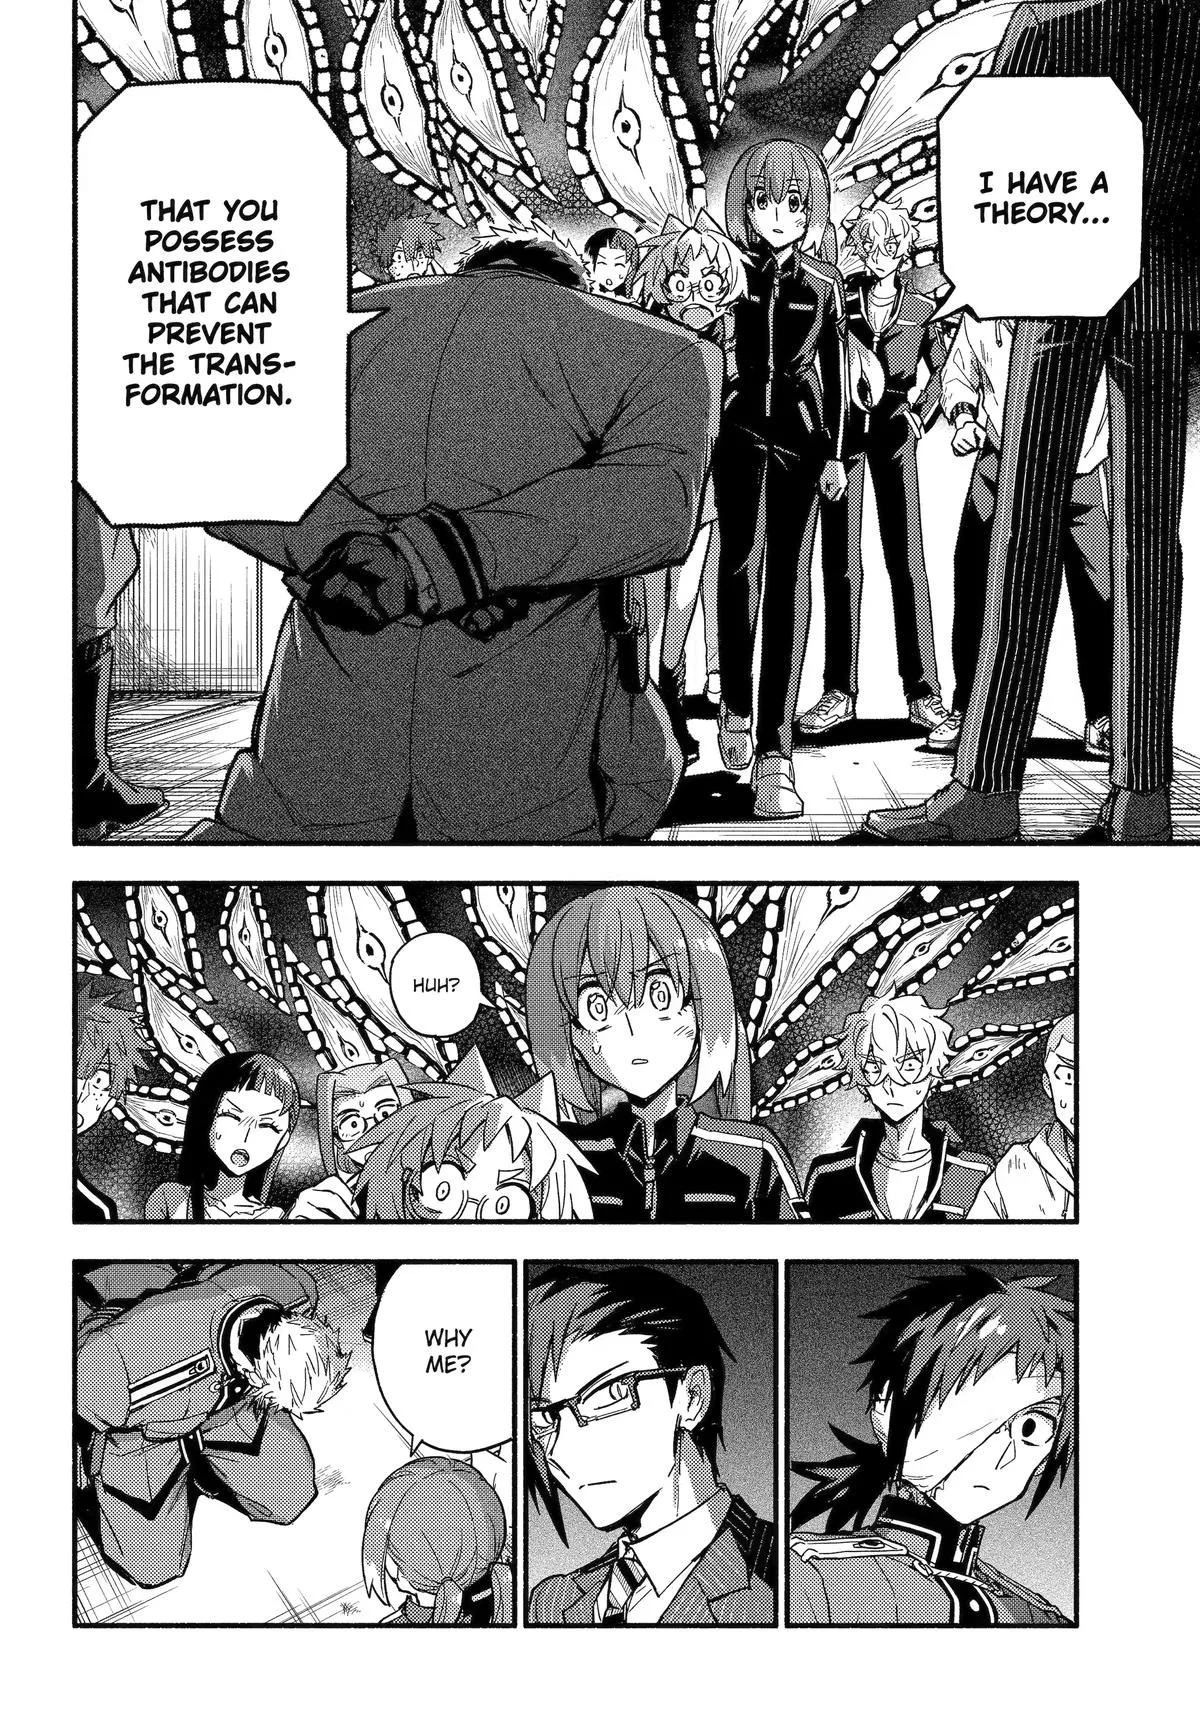 I HAVE A
THEORY...
THAT YOU
POSSESS
ANTIBODIES
THAT CAN
PREVENT
THE TRANS-
FORMATION.
HUH?
WHY
ME?